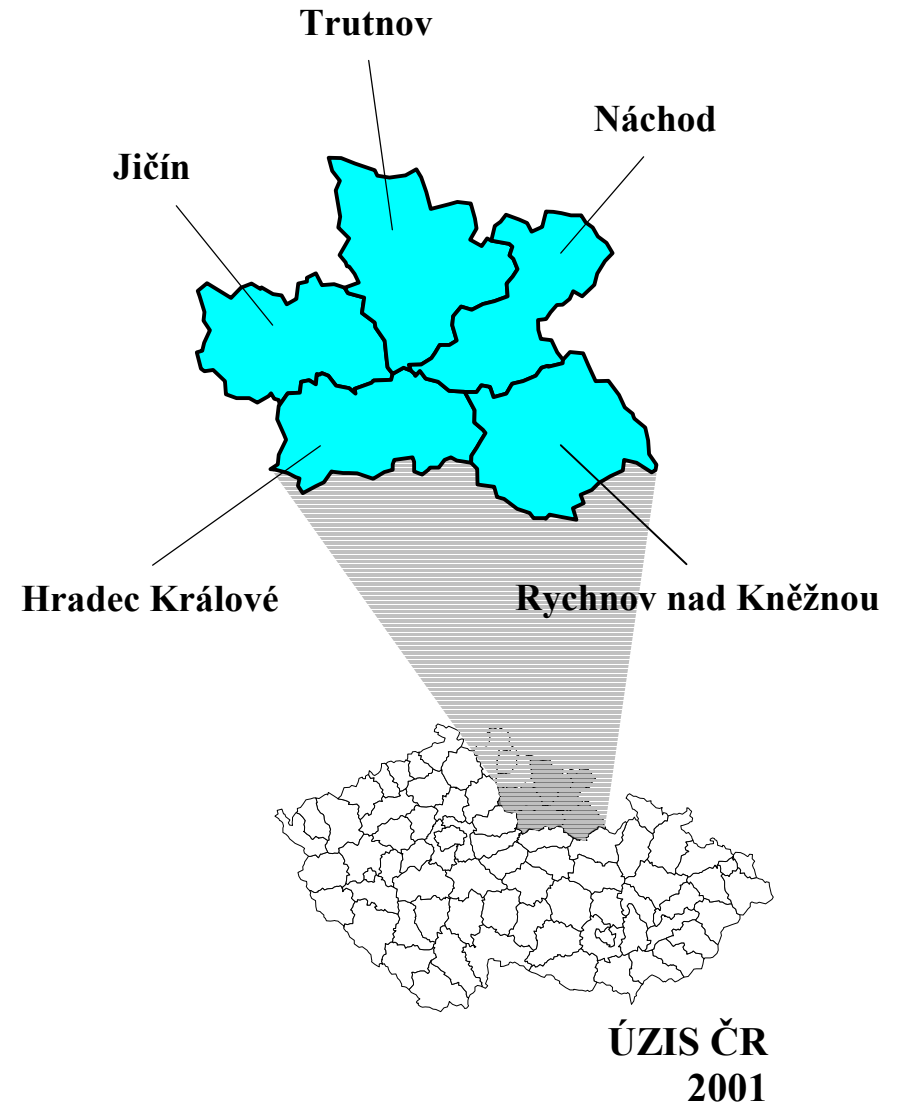 Trutnov
Náchod
Jičín
Hradec Králové
Rychnov nad Kněžnou
ÚZIS ČR
2001